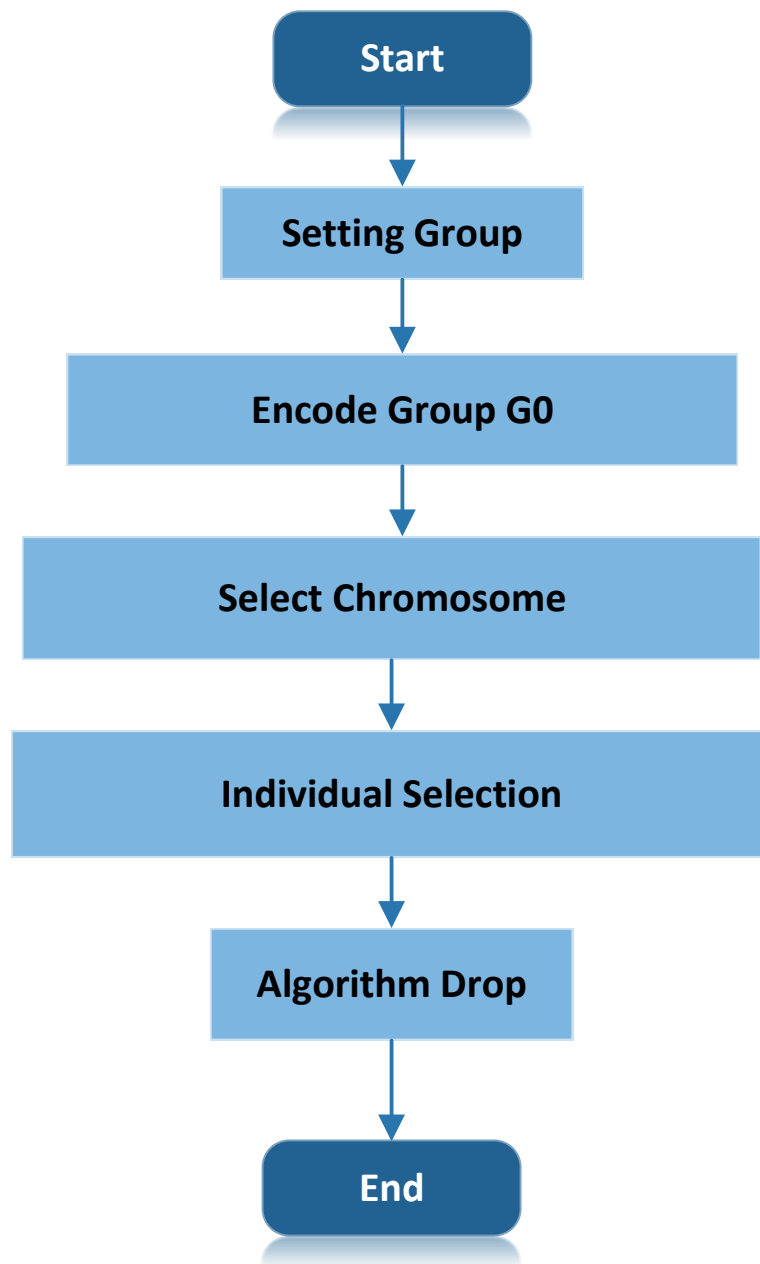 Start
Setting Group
Encode Group G0
Select Chromosome
Individual Selection
Algorithm Drop
End